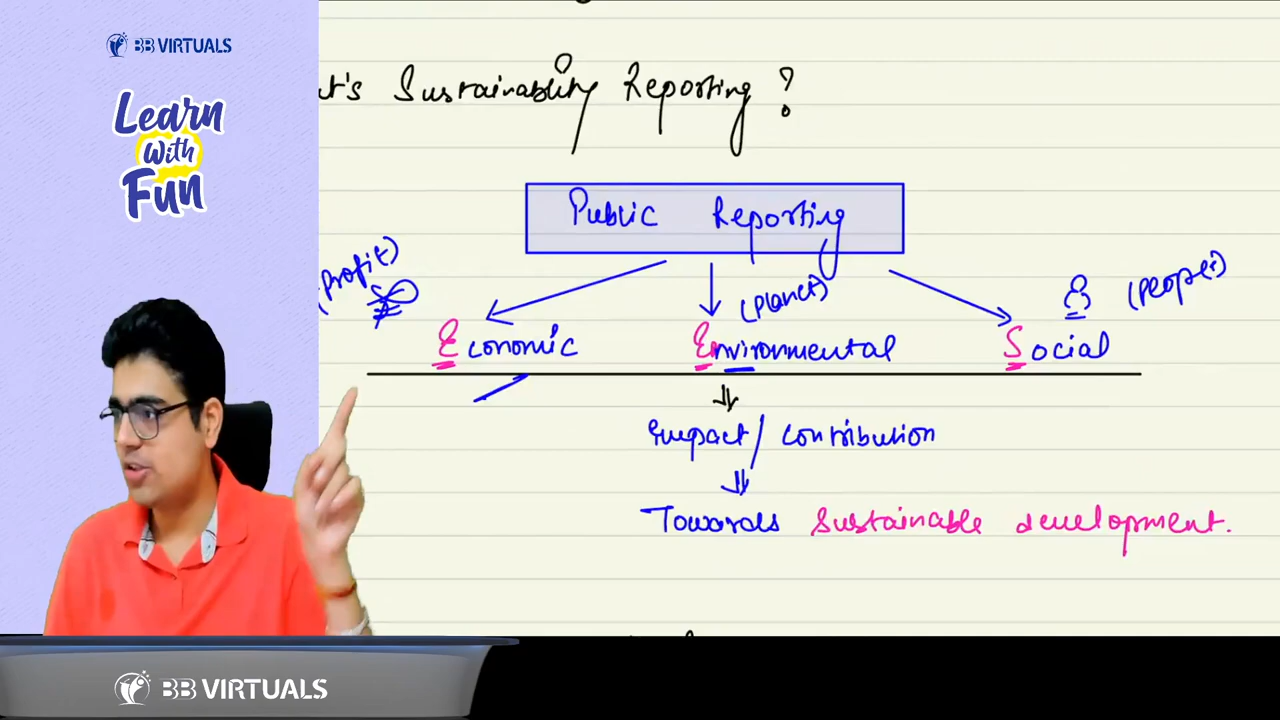 BB VIRTUALS
Learn
With
Fun
t's Sustainability Reporting ?
Public Reporting
(Profit)
(Planet)
(People)
Economic
Environmental
Social
Impact / Contribution
Towards Sustainable development.
BB VIRTUALS